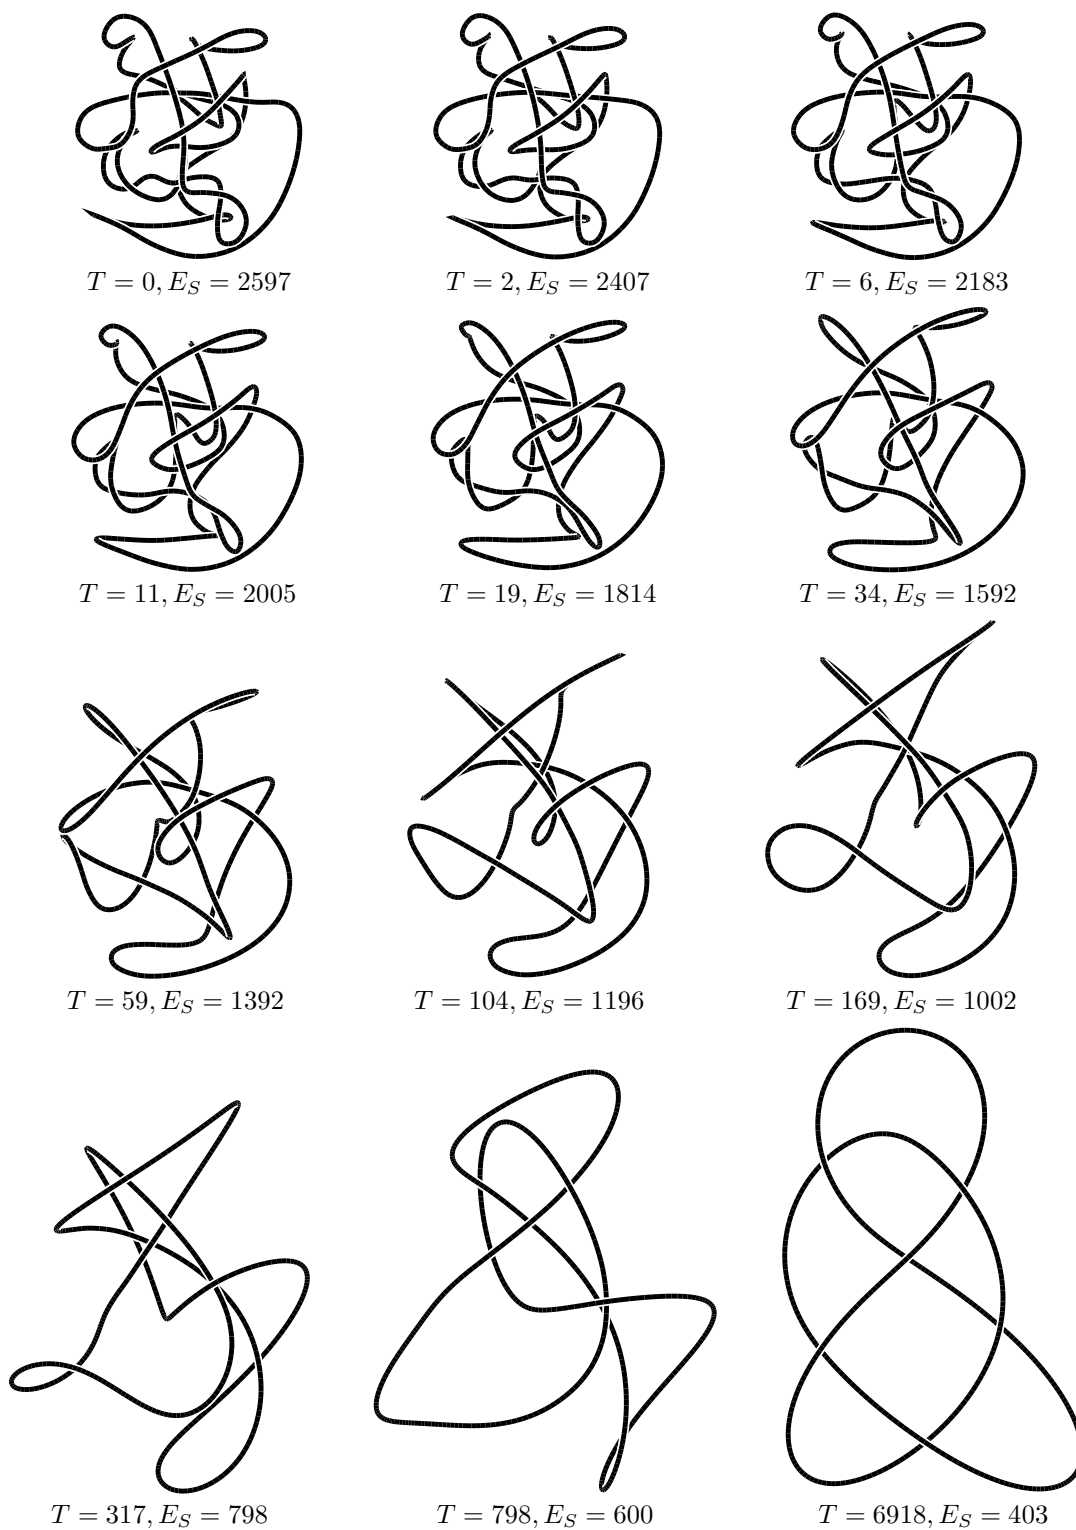 T = 0, E_S = 2597
T = 2, E_S = 2407
T = 6, E_S = 2183
T = 11, E_S = 2005
T = 19, E_S = 1814
T = 34, E_S = 1592
T = 59, E_S = 1392
T = 104, E_S = 1196
T = 169, E_S = 1002
T = 317, E_S = 798
T = 798, E_S = 600
T = 6918, E_S = 403